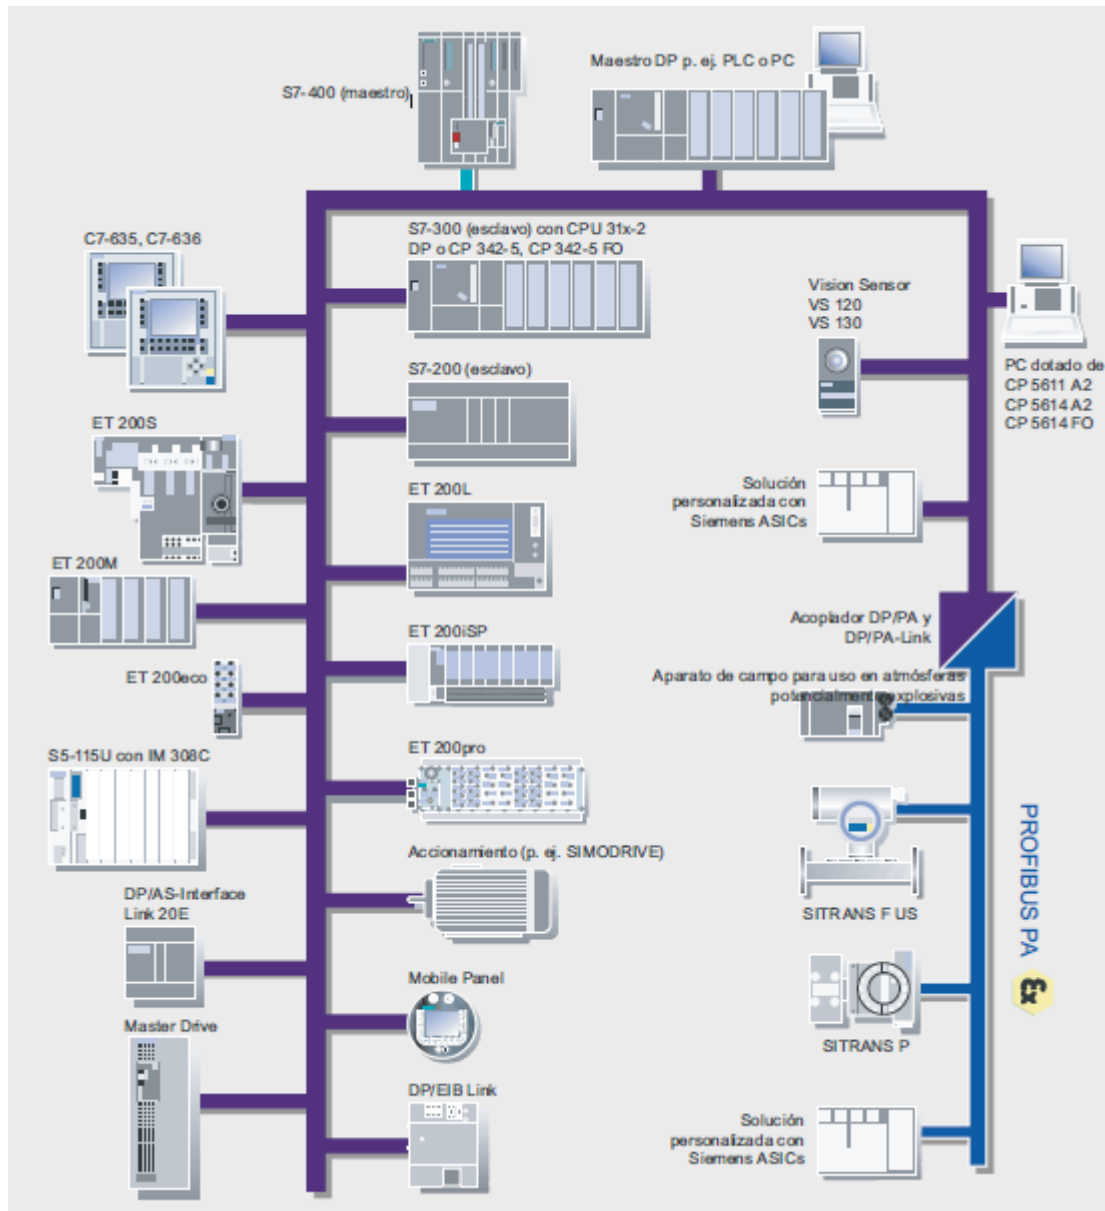 S7-400 (maestro)
Maestro DP p. ej. PLC o PC
C7-635, C7-636
S7-300 (esclavo) con CPU 31x-2
DP o CP 342-5, CP 342-5 FO
Vision Sensor
VS 120
VS 130
PC dotado de
CP 5611 A2
CP 5614 A2
CP 5614 FO
S7-200 (esclavo)
ET 200S
ET 200L
Solución
personalizada con
Siemens ASICs
ET 200M
ET 200iSP
Acoplador DP/PA y
DP/PA-Link
ET 200eco
Aparato de campo para uso en atmósferas
potencialmente explosivas
S5-115U con IM 308C
ET 200pro
PROFIBUS PA
Accionamiento (p. ej. SIMODRIVE)
DP/AS-Interface
Link 20E
SITRANS F US
Mobile Panel
Ex
Master Drive
SITRANS P
DP/EIB Link
Solución
personalizada con
Siemens ASICs